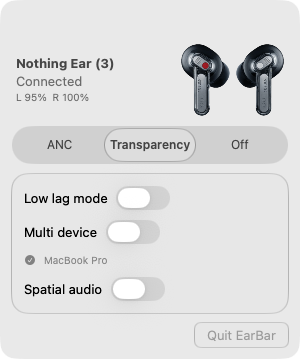 Nothing Ear (3)
Connected
L 95% R 100%
ANC Transparency Off
Low lag mode
Multi device
MacBook Pro
Spatial audio
Quit EarBar